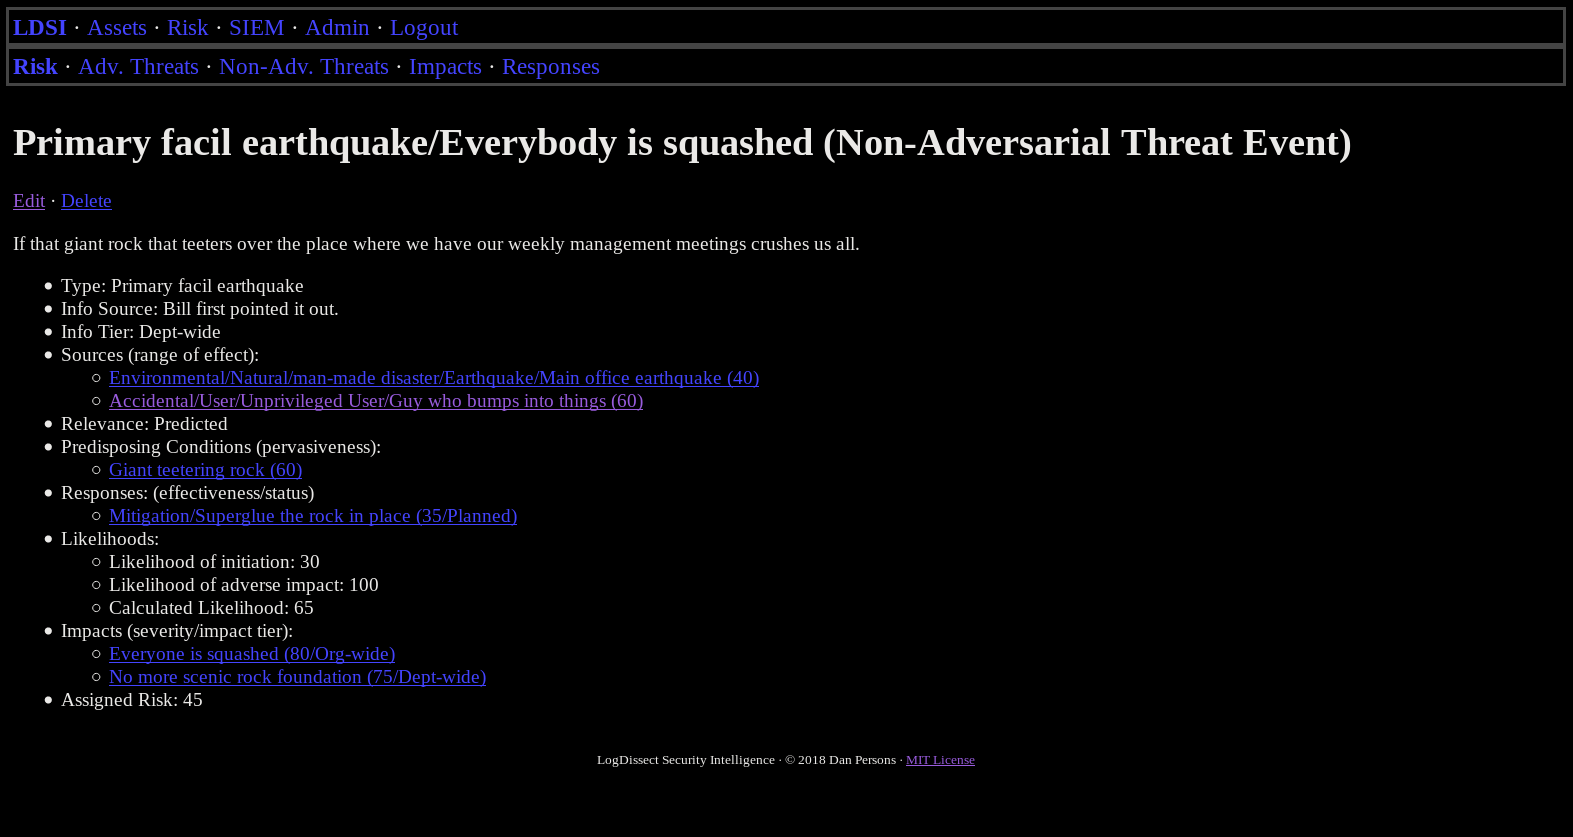 LDSI · Assets · Risk · SIEM · Admin · Logout
Risk · Adv. Threats · Non-Adv. Threats · Impacts · Responses
Primary facil earthquake/Everybody is squashed (Non-Adversarial Threat Event)
Edit · Delete
If that giant rock that teeters over the place where we have our weekly management meetings crushes us all.
Type: Primary facil earthquake
Info Source: Bill first pointed it out.
Info Tier: Dept-wide
Sources (range of effect):
Environmental/Natural/man-made disaster/Earthquake/Main office earthquake (40)
Accidental/User/Unprivileged User/Guy who bumps into things (60)
Relevance: Predicted
Predisposing Conditions (pervasiveness):
Giant teetering rock (60)
Responses: (effectiveness/status)
Mitigation/Superglue the rock in place (35/Planned)
Likelihoods:
Likelihood of initiation: 30
Likelihood of adverse impact: 100
Calculated Likelihood: 65
Impacts (severity/impact tier):
Everyone is squashed (80/Org-wide)
No more scenic rock foundation (75/Dept-wide)
Assigned Risk: 45
LogDissect Security Intelligence · © 2018 Dan Persons · MIT License